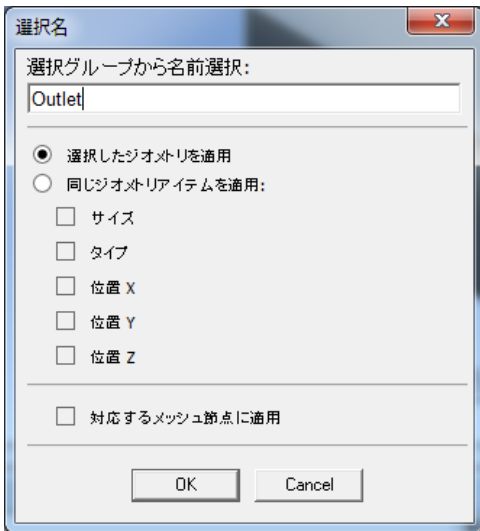 選択名
選択グループから名前選択:
Outlet
選択したジオメトリを適用
同じジオメトリアイテムを適用:
サイズ
タイプ
位置 X
位置 Y
位置 Z
対応するメッシュ節点に適用
OK Cancel